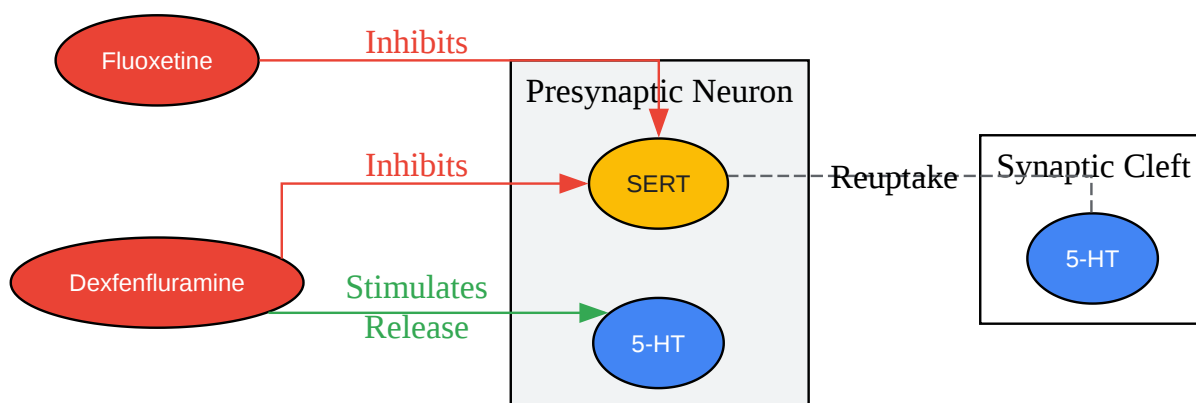 Fluoxetine
Inhibits
Presynaptic Neuron
Inhibits
SERT
Reuptake
Synaptic Cleft
5-HT
Dexfenfluramine
Stimulates
Release
5-HT